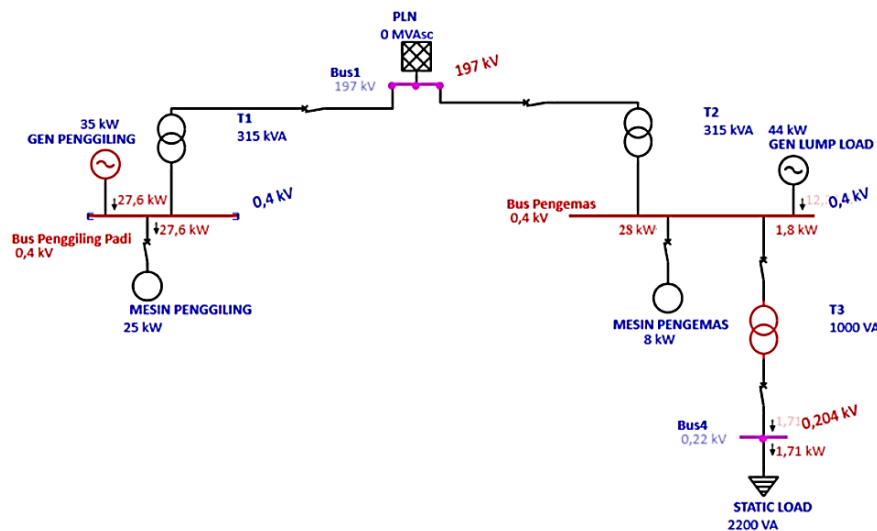 PLN
0 MVAsc
Bus1
197 kV
197 kV
35 kW
GEN PENGGILING
T1
315 kVA
T2
315 kVA
44 kW
GEN LUMP LOAD
27,6 kW
0,4 kV
Bus Penggiling Padi
0,4 kV
27,6 kW
Bus Pengemas
0,4 kV
0,4 kV
28 kW
1,8 kW
MESIN PENGGILING
25 kW
MESIN PENGEMAS
8 kW
T3
1000 VA
Bus4
0,22 kV
0,204 kV
1,71 kW
STATIC LOAD
2200 VA